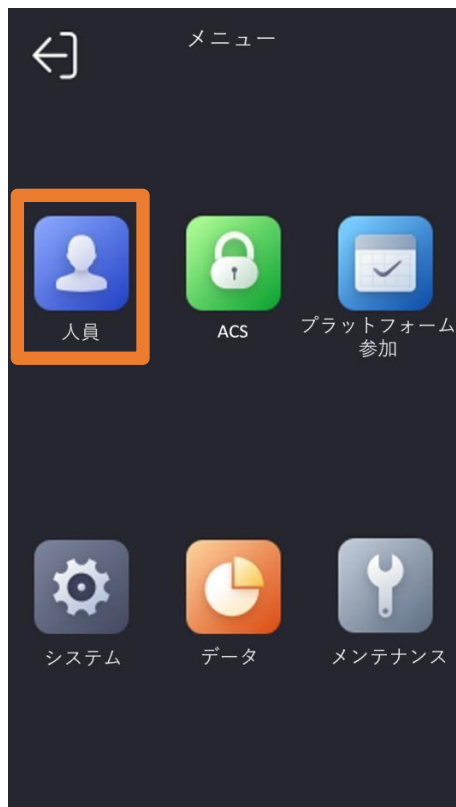 メニュー
人員
ACS
プラットフォーム
参加
システム
データ
メンテナンス